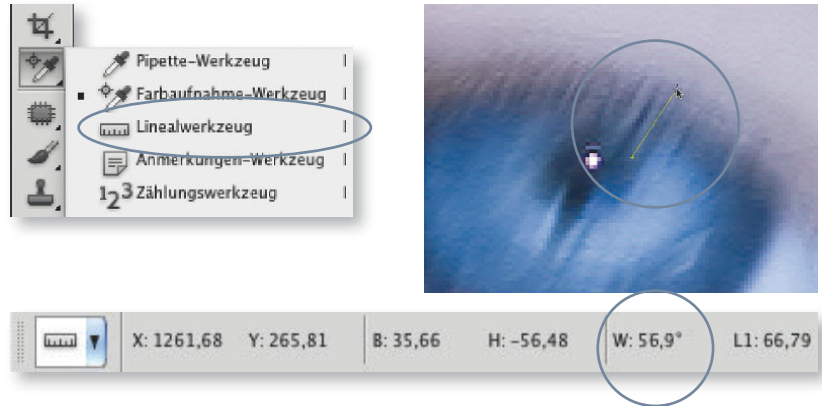 Pipette-Werkzeug I
Farbaufnahme-Werkzeug I
Linealwerkzeug I
Anmerkungen-Werkzeug I
123 Zählungswerkzeug I
X: 1261,68 Y: 265,81 B: 35,66 H: -56,48 W: 56,9° L1: 66,79